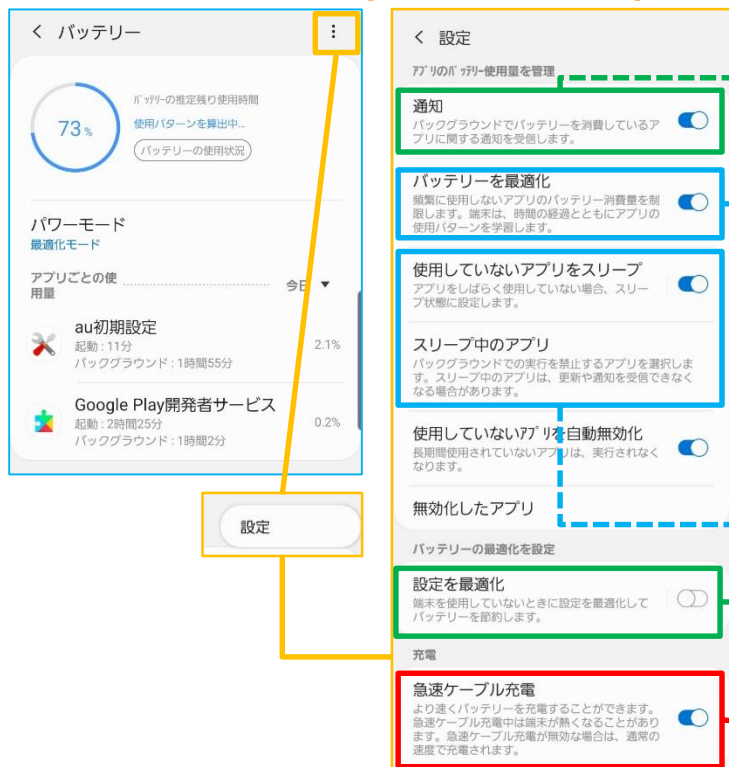 バッテリー
バッテリーの推定残り使用時間
73%
使用パターンを算出中...
バッテリーの使用状況
パワーモード
最適化モード
アプリごとの使
用量
今日 ▼
au初期設定
起動 : 11分
バックグラウンド : 1時間55分
2.1%
Google Play開発者サービス
起動 : 2時間25分
バックグラウンド : 1時間2分
0.2%
設定
設定
アプリのバッテリー使用量を管理
通知
バックグラウンドでバッテリーを消費しているア
プリに関する通知を受信します。
バッテリーを最適化
頻繁に使用しないアプリのバッテリー消費量を制
限します。端末は、時間の経過とともにアプリの
使用パターンを学習します。
使用していないアプリをスリープ
アプリをしばらく使用していない場合、スリー
プ状態に設定します。
スリープ中のアプリ
バックグラウンドでの実行を禁止するアプリを選択しま
す。スリープ中のアプリは、更新や通知を受信できなく
なる場合があります。
使用していないアプリを自動無効化
長期間使用されていないアプリは、実行されなく
なります。
無効化したアプリ
バッテリーの最適化を設定
設定を最適化
端末を使用していないときに設定を最適化して
バッテリーを節約します。
充電
急速ケーブル充電
より速くバッテリーを充電することができます。
急速ケーブル充電中は端末が熱くなることがあり
ます。急速ケーブル充電が無効な場合は、通常の
速度で充電されます。